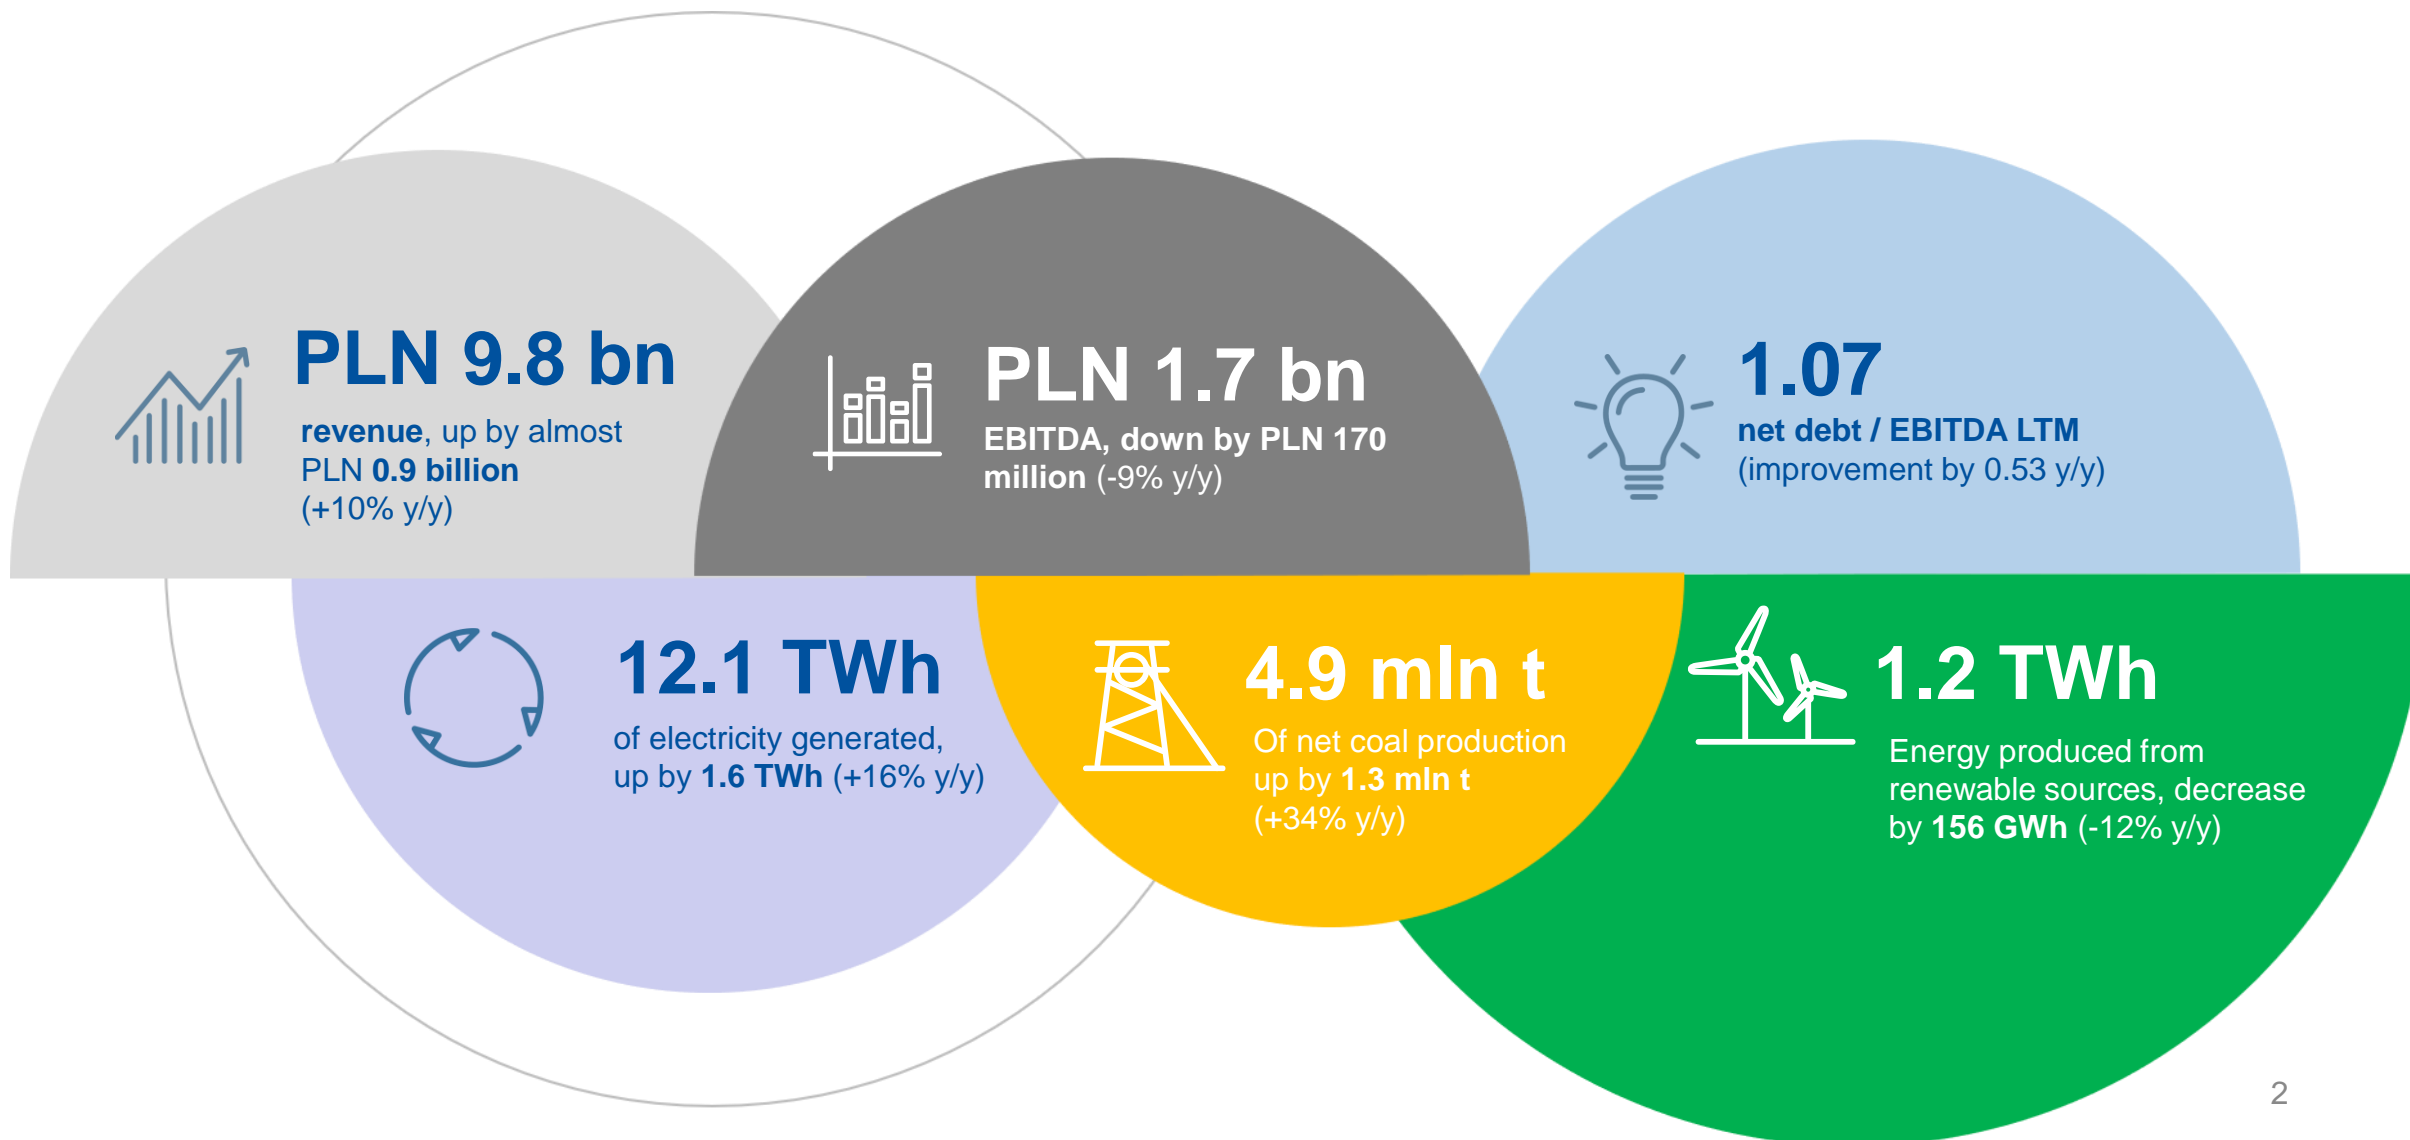 PLN 9.8 bn
revenue, up by almost
PLN 0.9 billion
(+10% y/y)
PLN 1.7 bn
EBITDA, down by PLN 170
million (-9% y/y)
1.07
net debt / EBITDA LTM
(improvement by 0.53 y/y)
12.1 TWh
of electricity generated,
up by 1.6 TWh (+16% y/y)
4.9 mln t
Of net coal production
up by 1.3 mln t
(+34% y/y)
1.2 TWh
Energy produced from
renewable sources, decrease
by 156 GWh (-12% y/y)
2